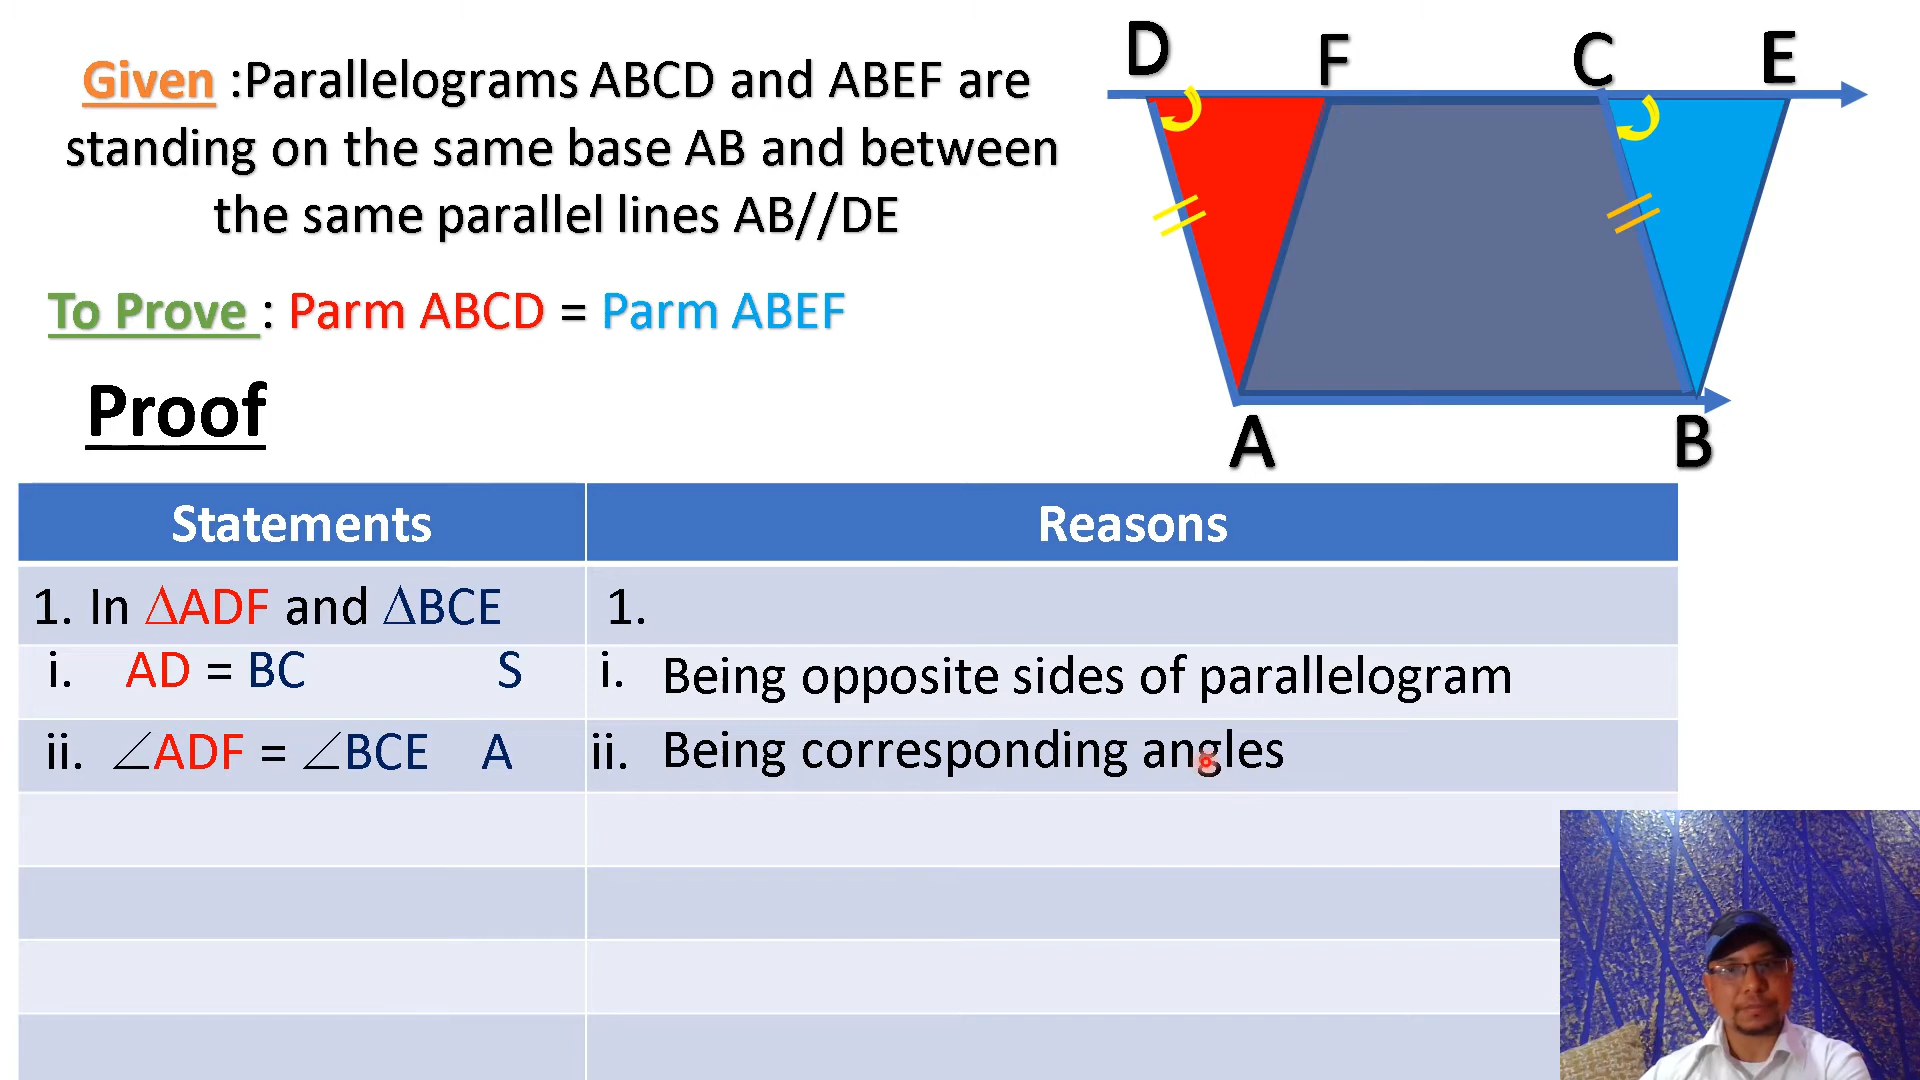 Given :Parallelograms ABCD and ABEF are
standing on the same base AB and between
the same parallel lines AB//DE
To Prove : Parm ABCD = Parm ABEF
Proof
D F C E
A B
Statements Reasons
1. In ∆ADF and ∆BCE 1.
i. AD = BC S i. Being opposite sides of parallelogram
ii. ∠ADF = ∠BCE A ii. Being corresponding angles